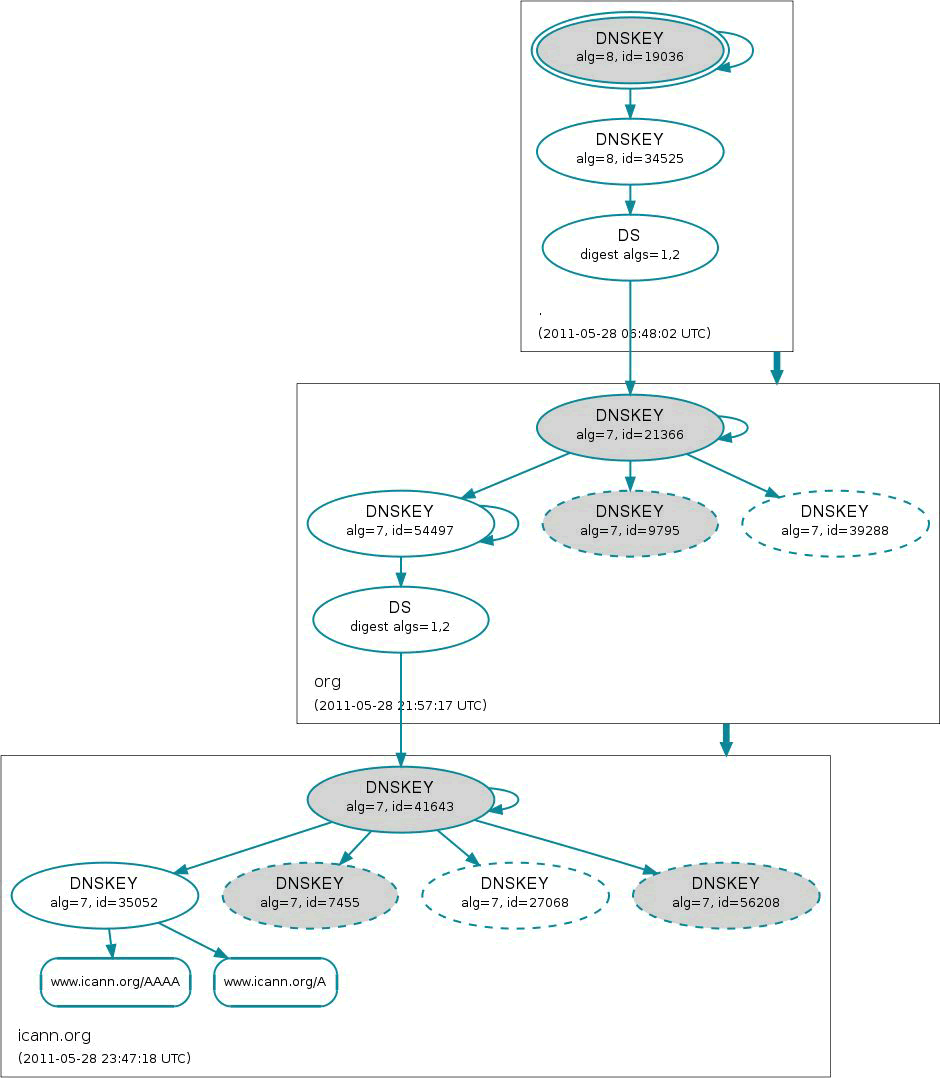 DNSKEY
alg=8, id=19036
DNSKEY
alg=8, id=34525
DS
digest algs=1,2
.
(2011-05-28 06:48:02 UTC)
DNSKEY
alg=7, id=21366
DNSKEY
alg=7, id=54497
DNSKEY
alg=7, id=9795
DNSKEY
alg=7, id=39288
DS
digest algs=1,2
org
(2011-05-28 21:57:17 UTC)
DNSKEY
alg=7, id=41643
DNSKEY
alg=7, id=35052
DNSKEY
alg=7, id=7455
DNSKEY
alg=7, id=27068
DNSKEY
alg=7, id=56208
www.icann.org/AAAA
www.icann.org/A
icann.org
(2011-05-28 23:47:18 UTC)